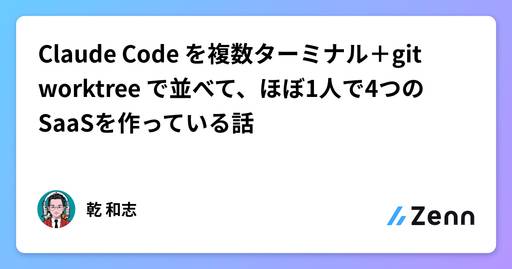 Claude Code を複数ターミナル＋git
worktree で並べて、ほぼ1人で4つの
SaaSを作っている話
乾 和志
Zenn